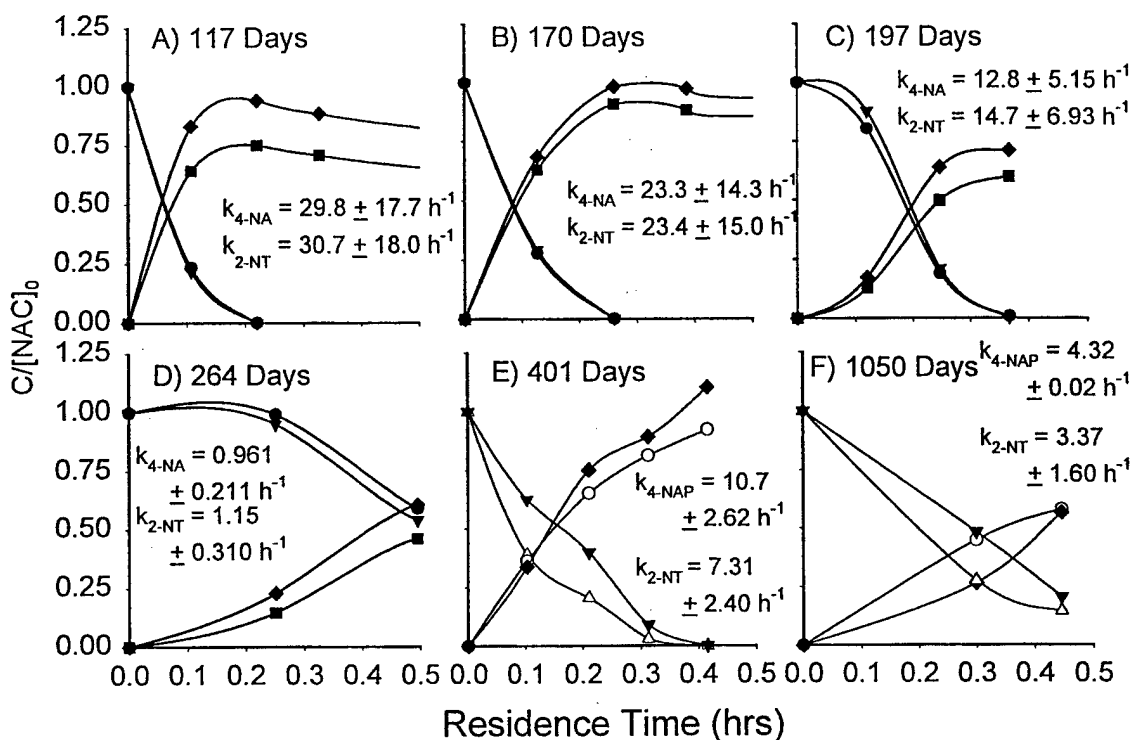 A) 117 Days
k4-NA = 29.8 ± 17.7 h-1
k2-NT = 30.7 ± 18.0 h-1
B) 170 Days
k4-NA = 23.3 ± 14.3 h-1
k2-NT = 23.4 ± 15.0 h-1
C) 197 Days
k4-NA = 12.8 ± 5.15 h-1
k2-NT = 14.7 ± 6.93 h-1
1.25
1.00
0.75
0.50
0.25
0.00
C/[NAC]0
D) 264 Days
k4-NA = 0.961
± 0.211 h-1
k2-NT = 1.15
± 0.310 h-1
E) 401 Days
k4-NAP = 10.7
± 2.62 h-1
k2-NT = 7.31
± 2.40 h-1
F) 1050 Days
k4-NAP = 4.32
± 0.02 h-1
k2-NT = 3.37
± 1.60 h-1
1.25
1.00
0.75
0.50
0.25
0.00
0.0 0.1 0.2 0.3 0.4 0.5
0.0 0.1 0.2 0.3 0.4 0.5
0.0 0.1 0.2 0.3 0.4 0.5
Residence Time (hrs)